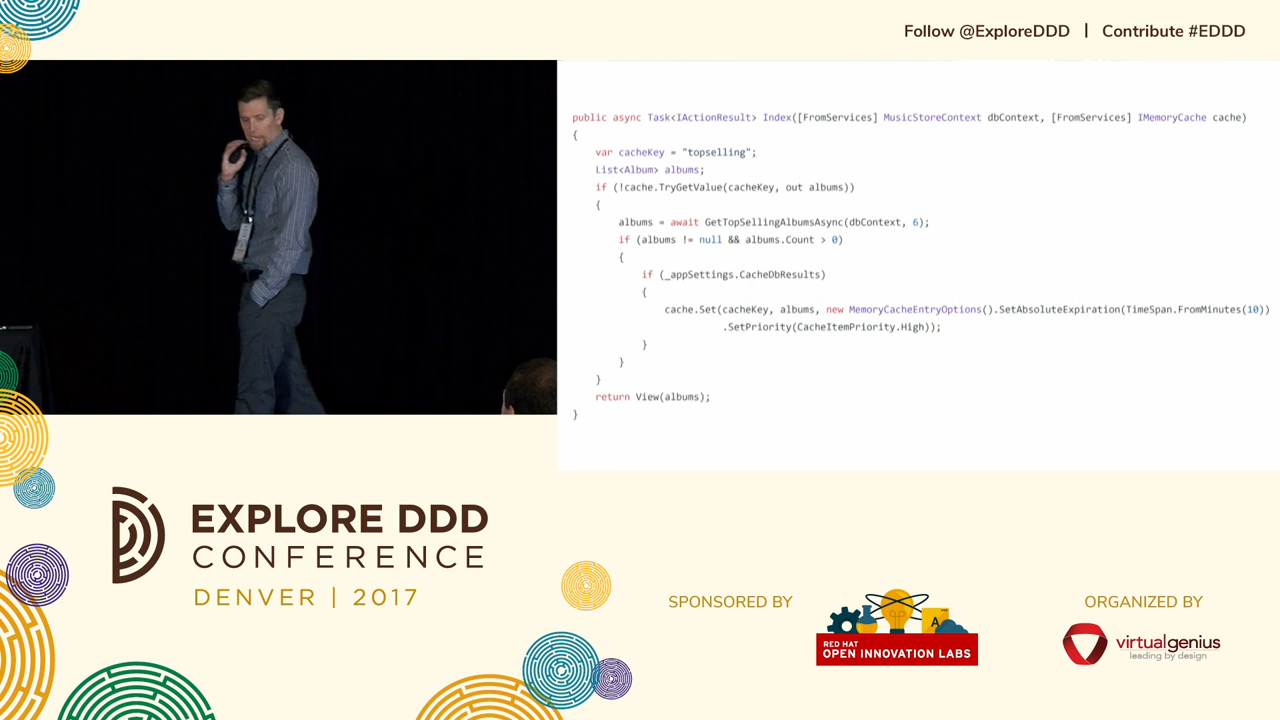 Follow @ExploreDDD | Contribute #EDDD
public async Task<IActionResult> Index([FromServices] MusicStoreContext dbContext, [FromServices] IMemoryCache cache)
{
    var cacheKey = "topselling";
    List<Album> albums;
    if (!cache.TryGetValue(cacheKey, out albums))
    {
        albums = await GetTopSellingAlbumsAsync(dbContext, 6);
        if (albums != null && albums.Count > 0)
        {
            if (_appSettings.CacheDbResults)
            {
                cache.Set(cacheKey, albums, new MemoryCacheEntryOptions().SetAbsoluteExpiration(TimeSpan.FromMinutes(10))
                          .SetPriority(CacheItemPriority.High));
            }
        }
    }
    return View(albums);
}
EXPLORE DDD
CONFERENCE
DENVER | 2017
SPONSORED BY
A
RED HAT
OPEN INNOVATION LABS
ORGANIZED BY
virtualgenius
leading by design